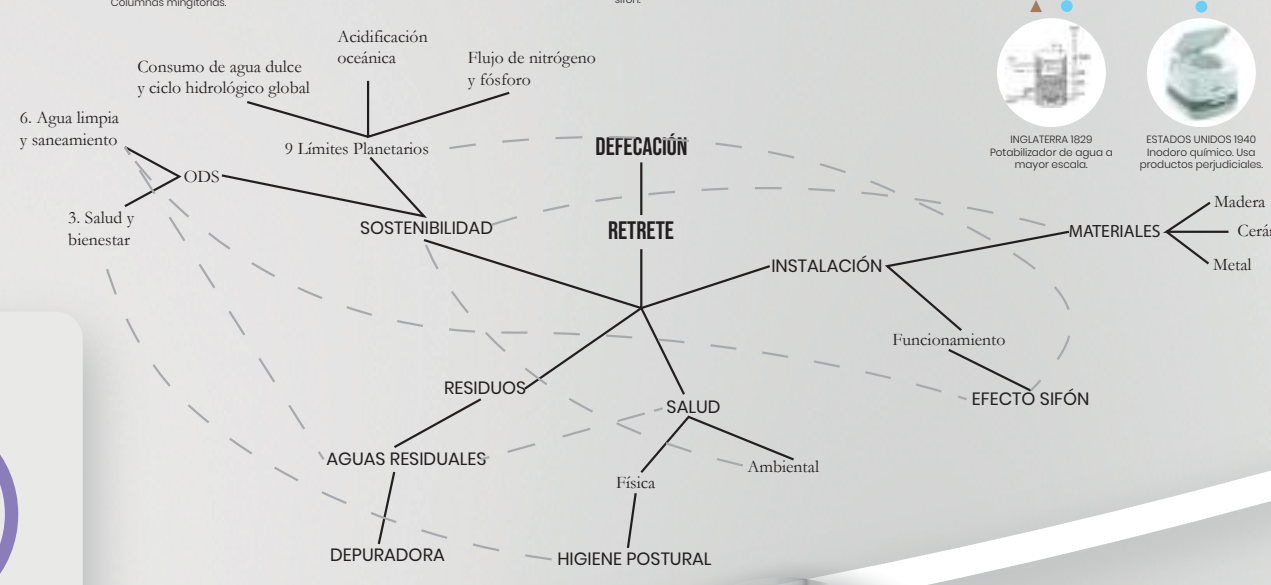 Columnas mingitorias.
sifón.
Acidificación
oceánica
Flujo de nitrógeno
y fósforo
Consumo de agua dulce
y ciclo hidrológico global
6. Agua limpia
y saneamiento
9 Límites Planetarios
DEFECACIÓN
INGLATERRA 1829
Potabilizador de agua a
mayor escala.
ESTADOS UNIDOS 1940
Inodoro químico. Usa
productos perjudiciales.
ODS
3. Salud y
bienestar
SOSTENIBILIDAD
RETRETE
INSTALACIÓN
MATERIALES
Madera
Metal
Funcionamiento
EFECTO SIFÓN
RESIDUOS
SALUD
AGUAS RESIDUALES
Física
Ambiental
DEPURADORA
HIGIENE POSTURAL